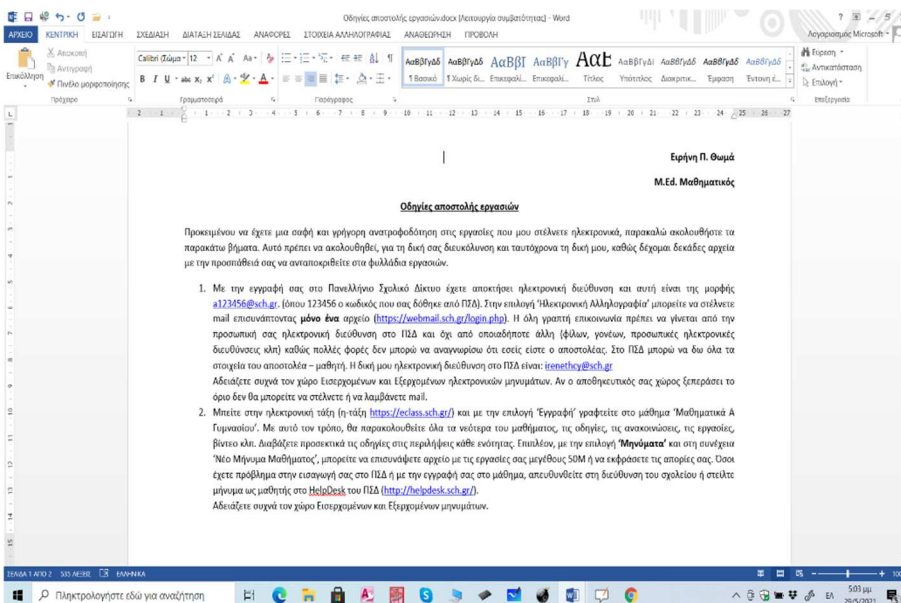 Οδηγίες αποστολής εργασιών.docx [Λειτουργία συμβατότητας] - Word
ΑΡΧΕΙΟ ΚΕΝΤΡΙΚΗ ΕΙΣΑΓΩΓΗ ΣΧΕΔΙΑΣΗ ΔΙΑΤΑΞΗ ΣΕΛΙΔΑΣ ΑΝΑΦΟΡΕΣ ΣΤΟΙΧΕΙΑ ΑΛΛΗΛΟΓΡΑΦΙΑΣ ΑΝΑΘΕΩΡΗΣΗ ΠΡΟΒΟΛΗ Λογαριασμός Microsoft
Επικόλληση
Αποκοπή
Αντιγραφή
Πινέλο μορφοποίησης
Πρόχειρο
Calibri (Σώμα 12
Γραμματοσειρά
Παράγραφος
ΑαΒβΓγΔδ ΑαΒβΓγΔδ ΑαΒβΓ ΑαΒβΓγ ΑαΒ ΑαΒβΓγΔ ΑαΒβΓγΔδ ΑαΒβΓγΔδ ΑαΒβΓγΔδ
¶ Βασικό ¶ Χωρίς δι... Επικεφαλί... Επικεφαλί... Τίτλος Υπότιτλος Διακριτικ... Έμφαση Έντονη έ...
Στυλ
Εύρεση
Αντικατάσταση
Επιλογή
Επεξεργασία
Ειρήνη Π. Θωμά
M.Ed. Μαθηματικός
Οδηγίες αποστολής εργασιών
Προκειμένου να έχετε μια σαφή και γρήγορη ανατροφοδότηση στις εργασίες που μου στέλνετε ηλεκτρονικά, παρακαλώ ακολουθήστε τα
παρακάτω βήματα. Αυτό πρέπει να ακολουθηθεί, για τη δική σας διευκόλυνση και ταυτόχρονα τη δική μου, καθώς δέχομαι δεκάδες αρχεία
με την προσπάθειά σας να ανταποκριθείτε στα φυλλάδια εργασιών.
1. Με την εγγραφή σας στο Πανελλήνιο Σχολικό Δίκτυο έχετε αποκτήσει ηλεκτρονική διεύθυνση και αυτή είναι της μορφής
a123456@sch.gr. (όπου 123456 ο κωδικός που σας δόθηκε από ΠΣΔ). Στην επιλογή 'Ηλεκτρονική Αλληλογραφία' μπορείτε να στέλνετε
mail επισυνάπτοντας μόνο ένα αρχείο (https://webmail.sch.gr/login.php). Η όλη γραπτή επικοινωνία πρέπει να γίνεται από την
προσωπική σας ηλεκτρονική διεύθυνση στο ΠΣΔ και όχι από οποιαδήποτε άλλη (φίλων, γονέων, προσωπικές ηλεκτρονικές
διευθύνσεις κλπ) καθώς πολλές φορές δεν μπορώ να αναγνωρίσω ότι εσείς είστε ο αποστολέας. Στο ΠΣΔ μπορώ να δω όλα τα
στοιχεία του αποστολέα – μαθητή. Η δική μου ηλεκτρονική διεύθυνση στο ΠΣΔ είναι: irenethcy@sch.gr
Αδειάζετε συχνά τον χώρο Εισερχομένων και Εξερχομένων ηλεκτρονικών μηνυμάτων. Αν ο αποθηκευτικός σας χώρος ξεπεράσει το
όριο δεν θα μπορείτε να στέλνετε ή να λαμβάνετε mail.
2. Μπείτε στην ηλεκτρονική τάξη (η-τάξη https://eclass.sch.gr/) και με την επιλογή 'Εγγραφή' γραφτείτε στο μάθημα 'Μαθηματικά Α
Γυμνασίου'. Με αυτό τον τρόπο, θα παρακολουθείτε όλα τα νεότερα του μαθήματος, τις οδηγίες, τις ανακοινώσεις, τις εργασίες,
βίντεο κλπ. Διαβάζετε προσεκτικά τις οδηγίες στις περιλήψεις κάθε ενότητας. Επιπλέον, με την επιλογή 'Μηνύματα' και στη συνέχεια
'Νέο Μήνυμα Μαθήματος', μπορείτε να επισυνάψετε αρχείο με τις εργασίες σας μεγέθους 50Μ ή να εκφράσετε τις απορίες σας. Όσοι
έχετε πρόβλημα στην εισαγωγή σας στο ΠΣΔ ή με την εγγραφή σας στο μάθημα, απευθυνθείτε στη διεύθυνση του σχολείου ή στείλτε
μήνυμα ως μαθητής στο HelpDesk του ΠΣΔ (http://helpdesk.sch.gr/).
Αδειάζετε συχνά τον χώρο Εισερχομένων και Εξερχομένων μηνυμάτων.
ΣΕΛΙΔΑ 1 ΑΠΟ 2 535 ΛΕΞΕΙΣ ΕΛΛΗΝΙΚΑ 100
Πληκτρολογήστε εδώ για αναζήτηση
ΕΛ 5:03 μμ
29/5/2021